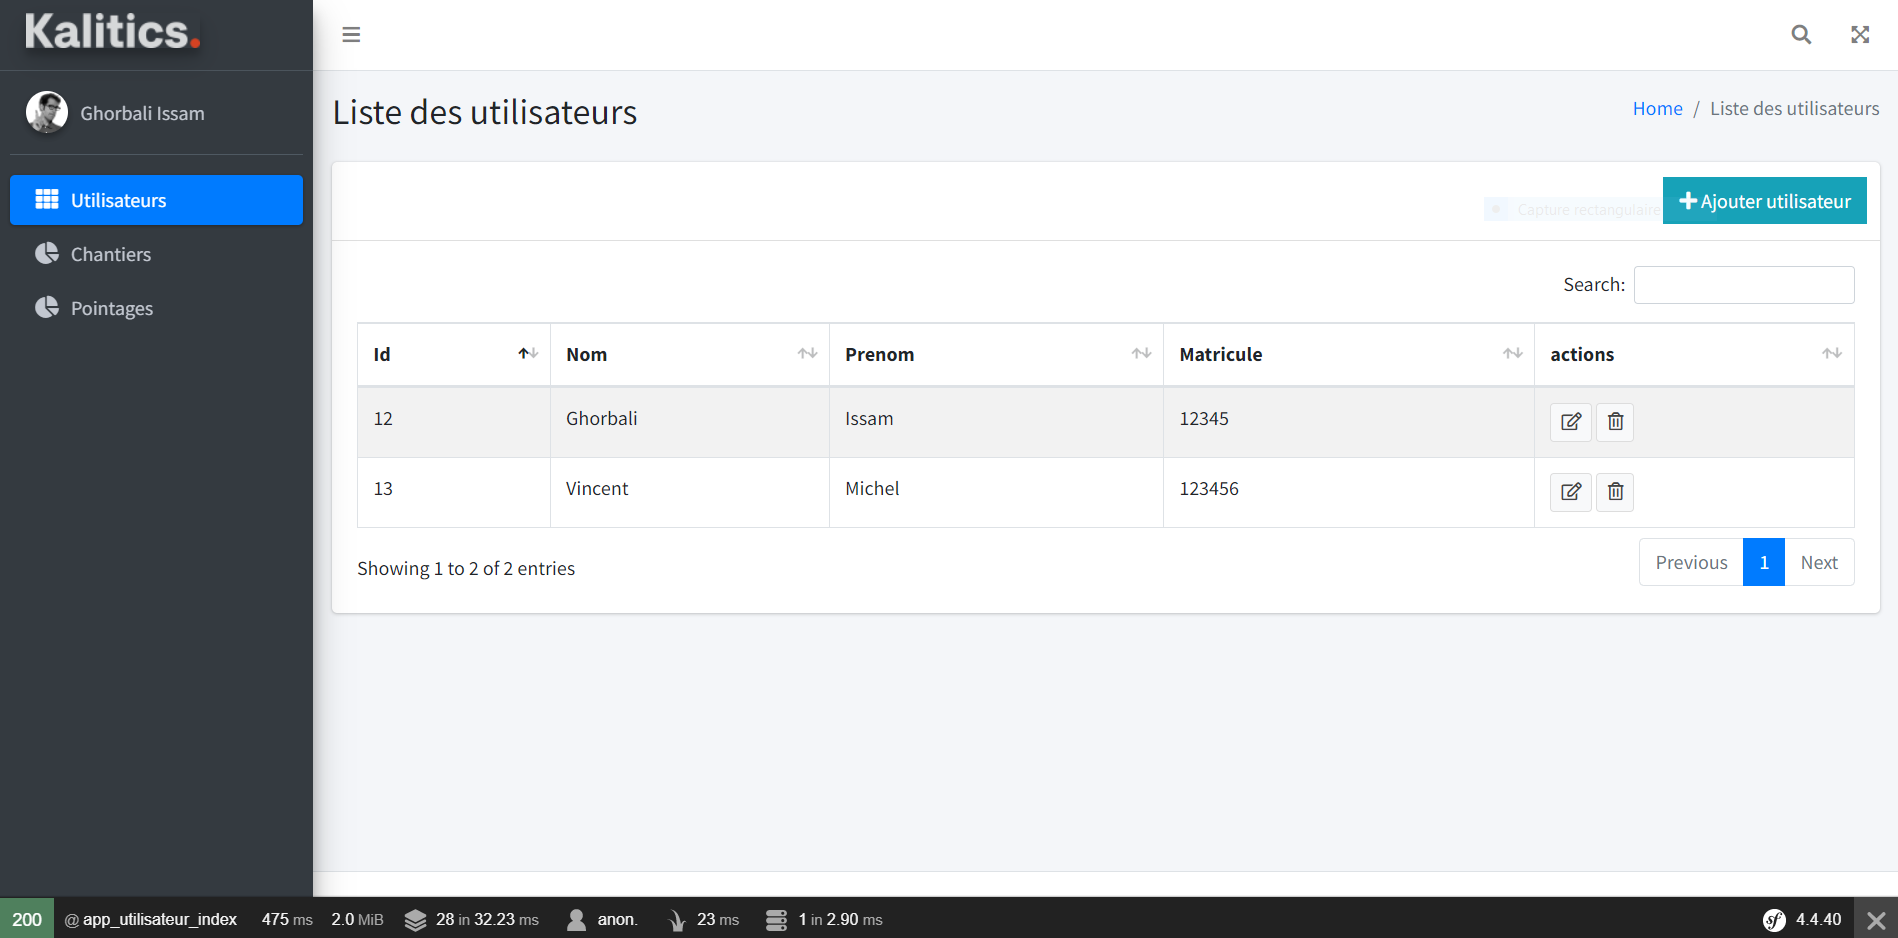 Kalitics.
Ghorbali Issam
Liste des utilisateurs
Home / Liste des utilisateurs
Utilisateurs
Chantiers
Pointages
Capture rectangulaire
Ajouter utilisateur
Search:
Id Nom Prenom Matricule actions
12 Ghorbali Issam 12345
13 Vincent Michel 123456
Showing 1 to 2 of 2 entries
Previous 1 Next
200 @ app_utilisateur_index 475 ms 2.0 MiB 28 in 32.23 ms anon. 23 ms 1 in 2.90 ms sf 4.4.40